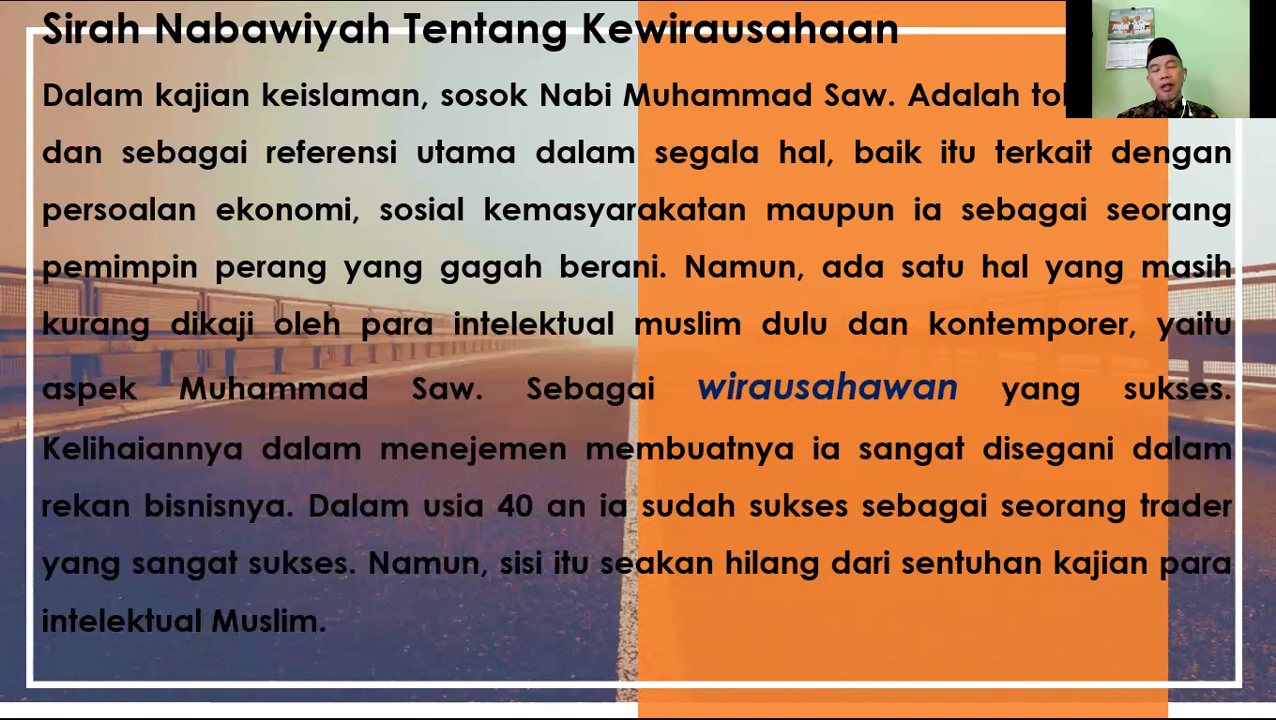 Sirah Nabawiyah Tentang Kewirausahaan
Dalam kajian keislaman, sosok Nabi Muhammad Saw. Adalah
dan sebagai referensi utama dalam segala hal, baik itu terkait dengan
persoalan ekonomi, sosial kemasyarakatan maupun ia sebagai seorang
pemimpin perang yang gagah berani. Namun, ada satu hal yang masih
kurang dikaji oleh para intelektual muslim dulu dan kontemporer, yaitu
aspek Muhammad Saw. Sebagai wirausahawan yang sukses.
Kelihaiannya dalam menejemen membuatnya ia sangat disegani dalam
rekan bisnisnya. Dalam usia 40 an ia sudah sukses sebagai seorang trader
yang sangat sukses. Namun, sisi itu seakan hilang dari sentuhan kajian para
intelektual Muslim.